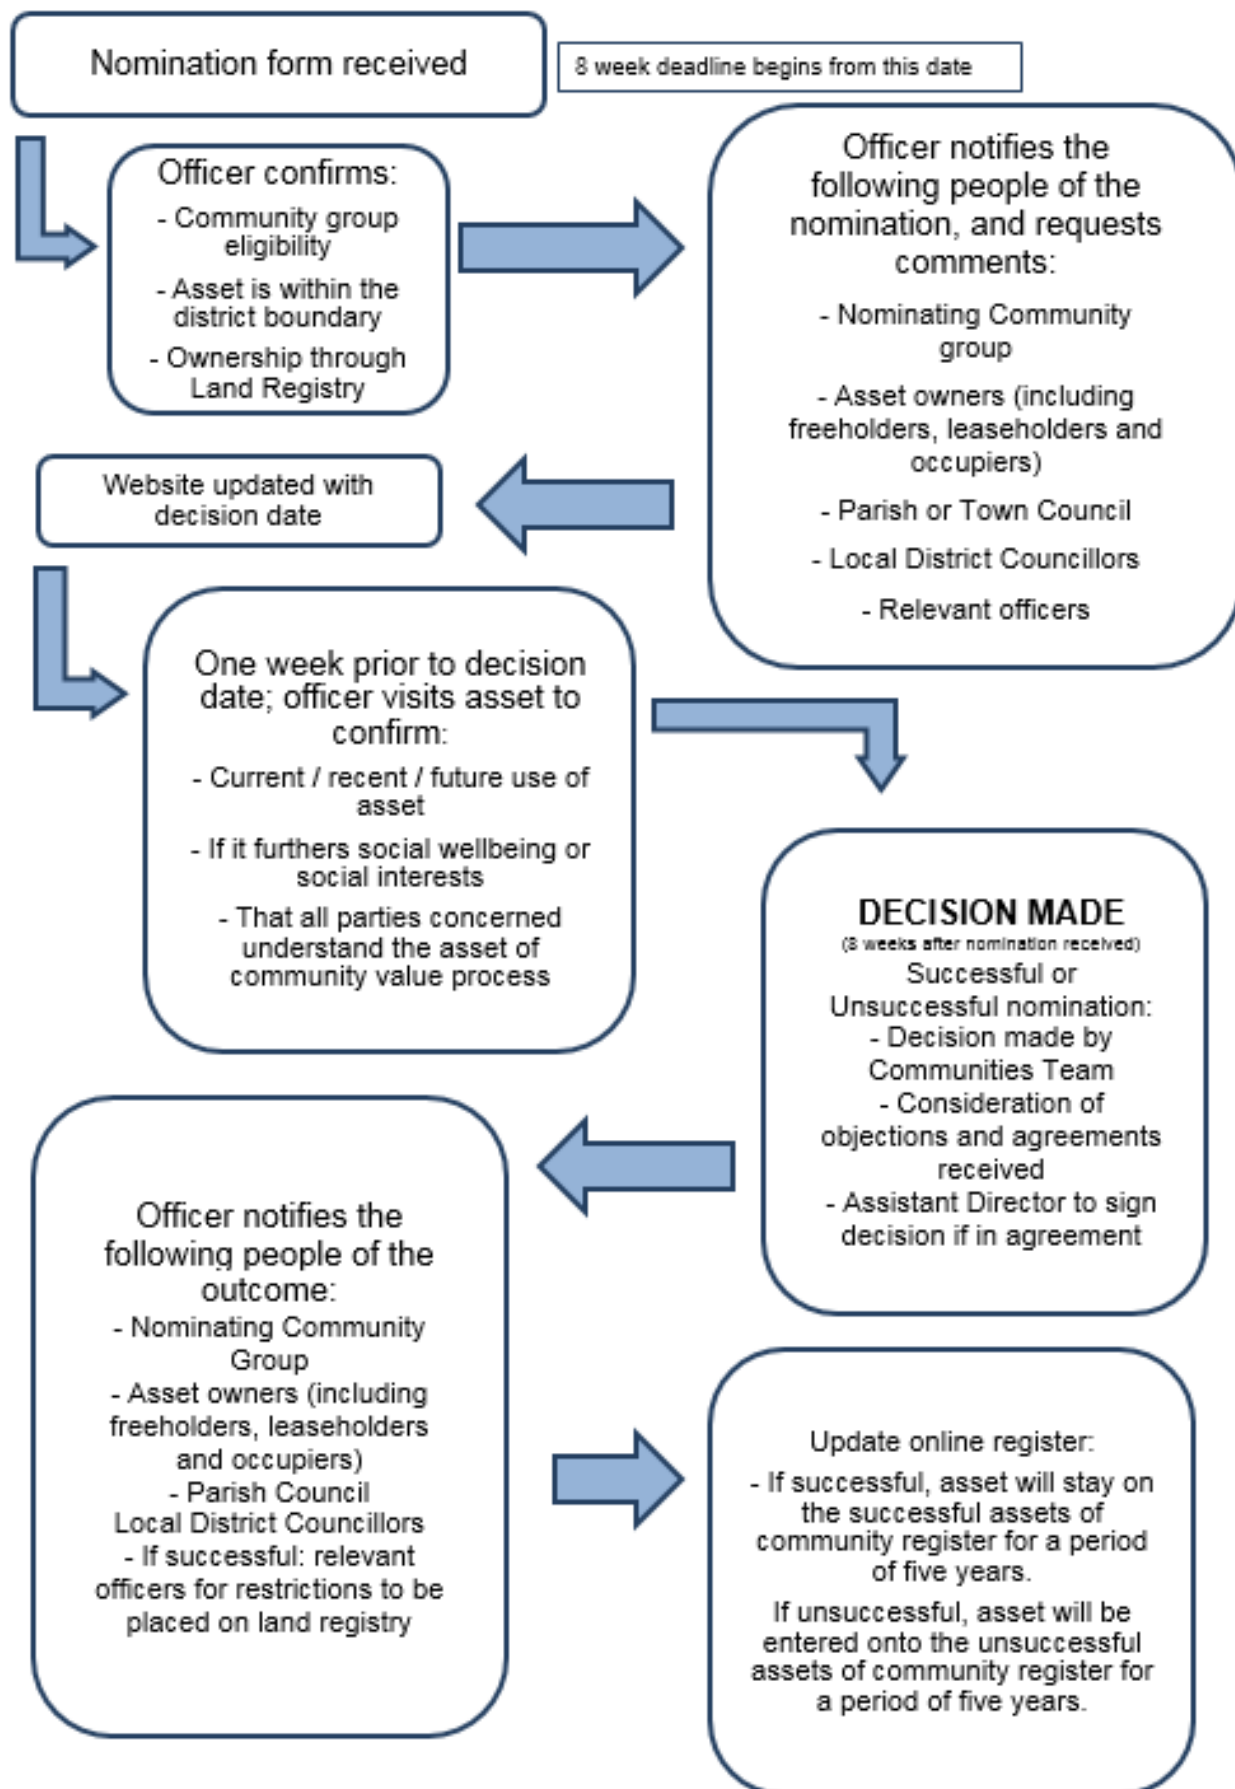 Nomination form received
8 week deadline begins from this date
Officer confirms:
- Community group
eligibility
- Asset is within the
district boundary
- Ownership through
Land Registry
Officer notifies the
following people of the
nomination, and requests
comments:
- Nominating Community
group
- Asset owners (including
freeholders, leaseholders and
occupiers)
- Parish or Town Council
- Local District Councillors
- Relevant officers
Website updated with
decision date
One week prior to decision
date; officer visits asset to
confirm:
- Current / recent / future use of
asset
- If it furthers social wellbeing or
social interests
- That all parties concerned
understand the asset of
community value process
DECISION MADE
(8 weeks after nomination received)
Successful or
Unsuccessful nomination:
- Decision made by
Communities Team
- Consideration of
objections and agreements
received
- Assistant Director to sign
decision if in agreement
Officer notifies the
following people of the
outcome:
- Nominating Community
Group
- Asset owners (including
freeholders, leaseholders
and occupiers)
- Parish Council
Local District Councillors
- If successful: relevant
officers for restrictions to be
placed on land registry
Update online register:
- If successful, asset will stay on
the successful assets of
community register for a period
of five years.
If unsuccessful, asset will be
entered onto the unsuccessful
assets of community register for
a period of five years.